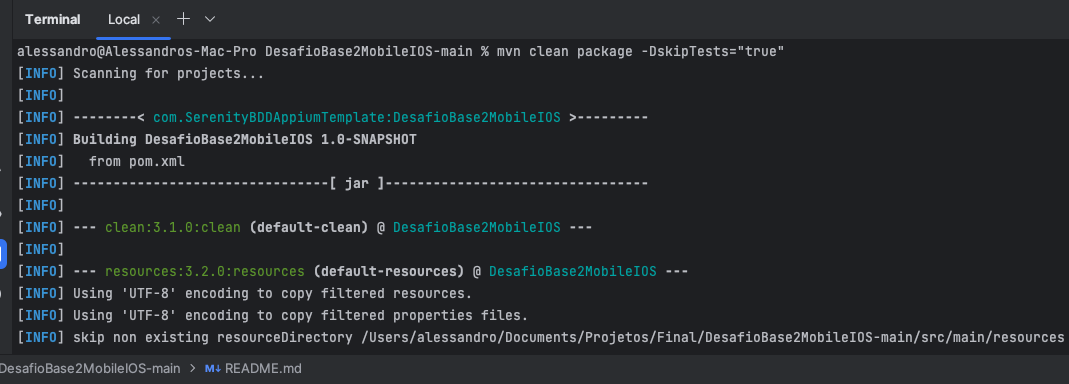 Terminal Local × + ∨
alessandro@Alessandros-Mac-Pro DesafioBase2MobileIOS-main % mvn clean package -DskipTests="true"
[INFO] Scanning for projects...
[INFO]
[INFO] --------< com.SerenityBDDAppiumTemplate:DesafioBase2MobileIOS >---------
[INFO] Building DesafioBase2MobileIOS 1.0-SNAPSHOT
[INFO]   from pom.xml
[INFO] --------------------------------[ jar ]---------------------------------
[INFO]
[INFO] --- clean:3.1.0:clean (default-clean) @ DesafioBase2MobileIOS ---
[INFO]
[INFO] --- resources:3.2.0:resources (default-resources) @ DesafioBase2MobileIOS ---
[INFO] Using 'UTF-8' encoding to copy filtered resources.
[INFO] Using 'UTF-8' encoding to copy filtered properties files.
[INFO] skip non existing resourceDirectory /Users/alessandro/Documents/Projetos/Final/DesafioBase2MobileIOS-main/src/main/resources
DesafioBase2MobileIOS-main > M↓ README.md